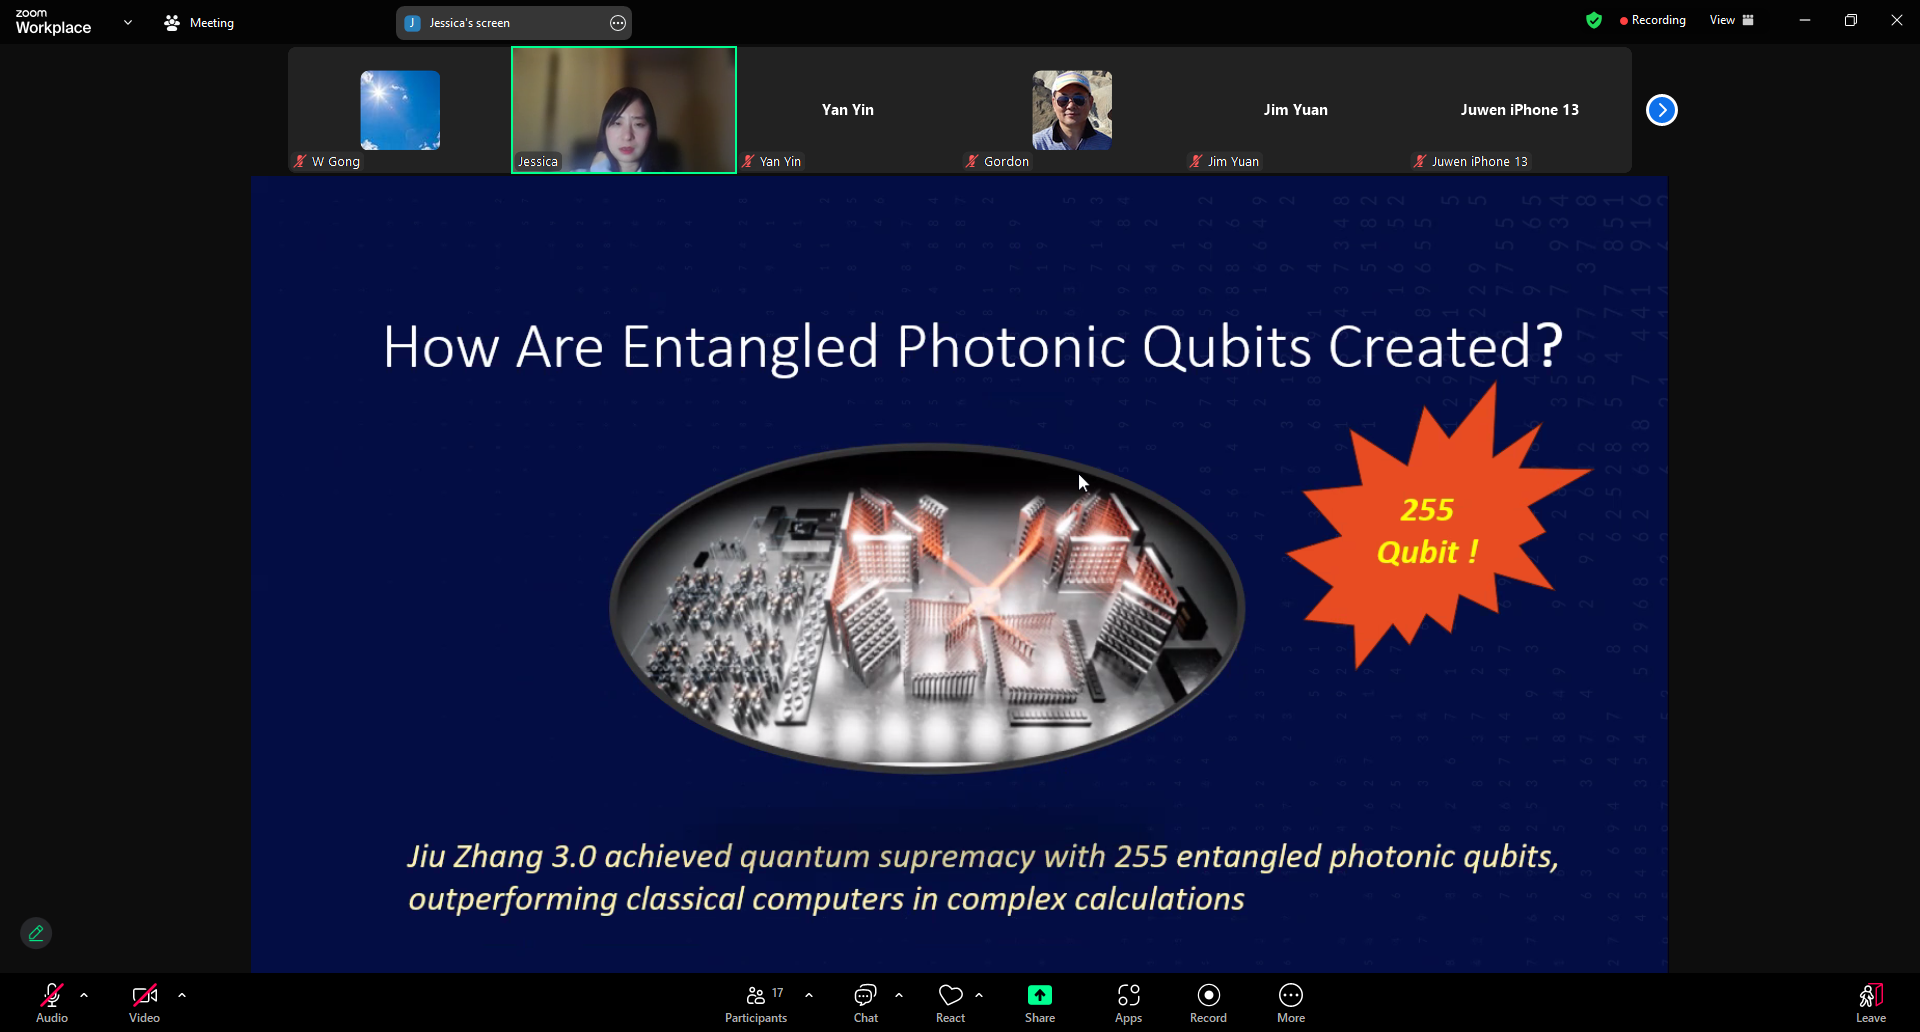 zoom
Workplace
Meeting
J Jessica's screen
Recording
View
W Gong
Jessica
Yan Yin
Yan Yin
Gordon
Jim Yuan
Jim Yuan
Juwen iPhone 13
Juwen iPhone 13
How Are Entangled Photonic Qubits Created?
255
Qubit !
Jiu Zhang 3.0 achieved quantum supremacy with 255 entangled photonic qubits,
outperforming classical computers in complex calculations
Audio
Video
17
Participants
Chat
React
Share
Apps
Record
More
Leave